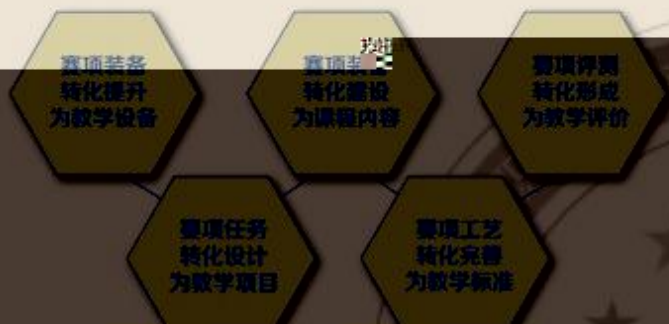 赛项装备
转化提升
为教学设备
赛项装备
转化建设
为课程内容
赛项评测
转化形成
为教学评价
赛项任务
转化设计
为教学项目
赛项工艺
转化完善
为教学标准